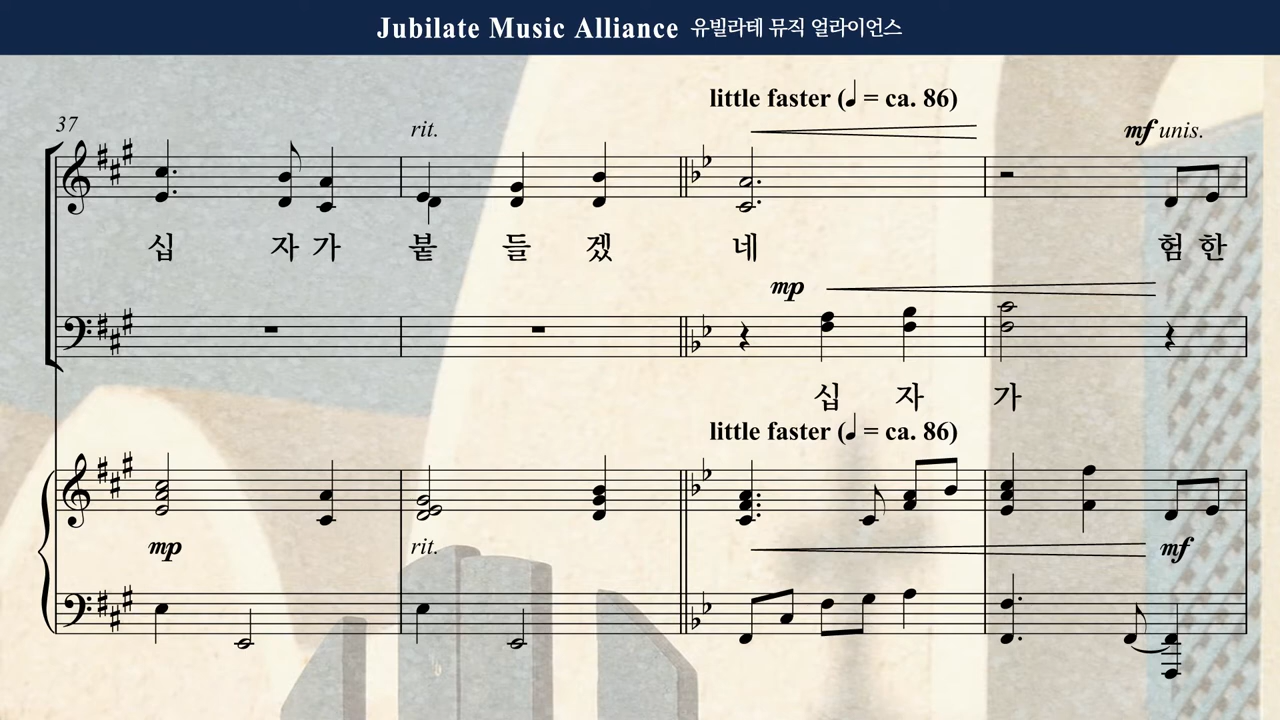 Jubilate Music Alliance 유빌라테 뮤직 얼라이언스
little faster (♩ = ca. 86)
37 rit. mf unis.
십 자 가 붙 들 겠 네 험 한
mp
십 자 가
little faster (♩ = ca. 86)
mp rit. mf